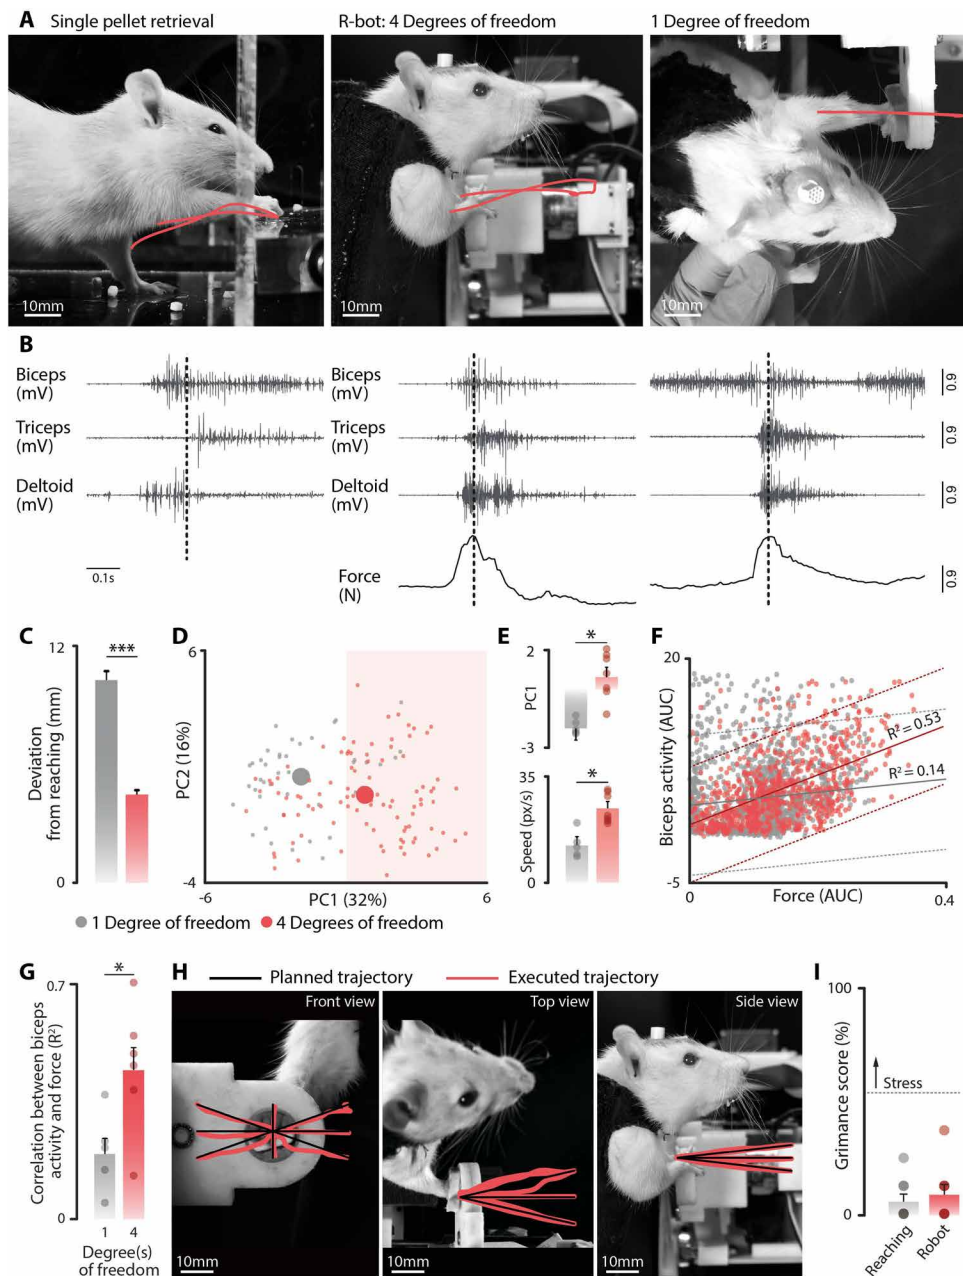 A Single pellet retrieval
R-bot: 4 Degrees of freedom
1 Degree of freedom
10mm
10mm
10mm
B
Biceps
(mV)
Triceps
(mV)
Deltoid
(mV)
0.1s
Biceps
(mV)
Triceps
(mV)
Deltoid
(mV)
Force
(N)
0.9
0.9
0.9
0.9
C
12
***
0
Deviation
from reaching (mm)
D
6
PC2 (16%)
-4
-6
PC1 (32%)
6
1 Degree of freedom
4 Degrees of freedom
E
*
2
PC1
-3
*
35
Speed (px/s)
0
F
20
Biceps activity (AUC)
R² = 0.53
R² = 0.14
-5
0
Force (AUC)
0.4
G
*
0.7
Correlation between biceps
activity and force (R²)
0
1
4
Degree(s)
of freedom
H
Planned trajectory
Executed trajectory
Front view
Top view
Side view
10mm
10mm
10mm
I
100
Grimance score (%)
Stress
0
Reaching
Robot